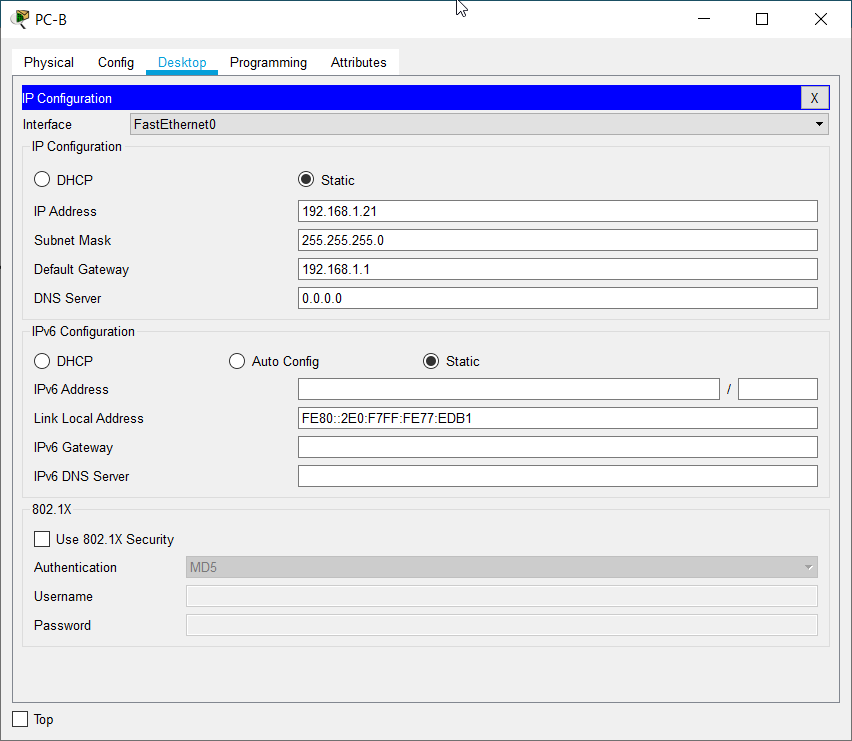 PC-B
Physical Config Desktop Programming Attributes
IP Configuration X
Interface FastEthernet0
IP Configuration
DHCP Static
IP Address 192.168.1.21
Subnet Mask 255.255.255.0
Default Gateway 192.168.1.1
DNS Server 0.0.0.0
IPv6 Configuration
DHCP Auto Config Static
IPv6 Address /
Link Local Address FE80::2E0:F7FF:FE77:EDB1
IPv6 Gateway
IPv6 DNS Server
802.1X
Use 802.1X Security
Authentication MD5
Username
Password
Top